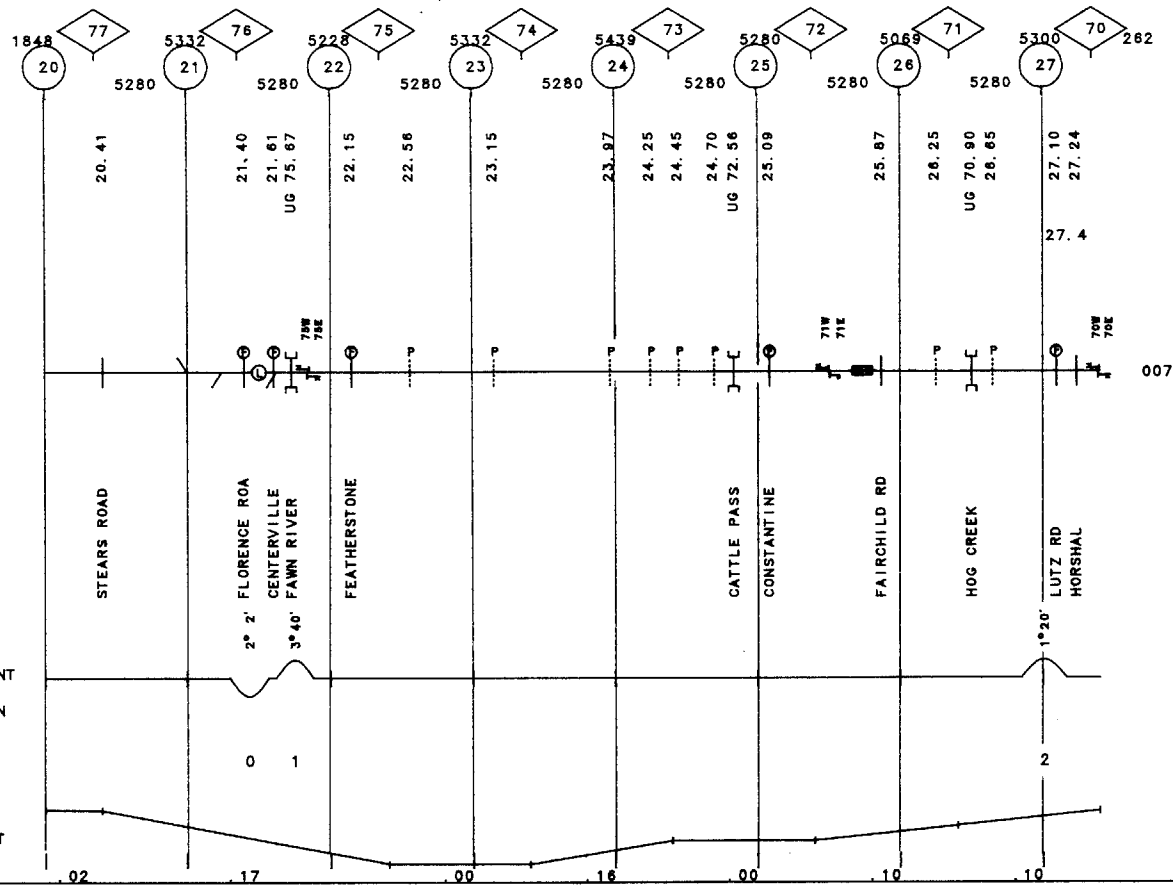 77 76 75 74 73 72 71 70
1848 5332 5228 5332 5439 5280 5069 5300 262
20 21 22 23 24 25 26 27
5280 5280 5280 5280 5280 5280 5280
20.41
21.40
21.61
UG 75.67
22.15
22.56
23.15
23.97
24.25
24.45
24.70
UG 72.56
25.09
25.87
26.25
UG 70.90
26.65
27.10
27.24
27.4
75W 71W 70W
75E 71E 70E
P P P P P P P P
L
007
STEARS ROAD
2° 2' FLORENCE ROA
CENTERVILLE
3°40' FAWN RIVER
FEATHERSTONE
CATTLE PASS
CONSTANTINE
FAIRCHILD RD
HOG CREEK
1°20' LUTZ RD
HORSHAL
NT
N
0 1 2
T
.02 .17 .00 .16 .00 .10 .10